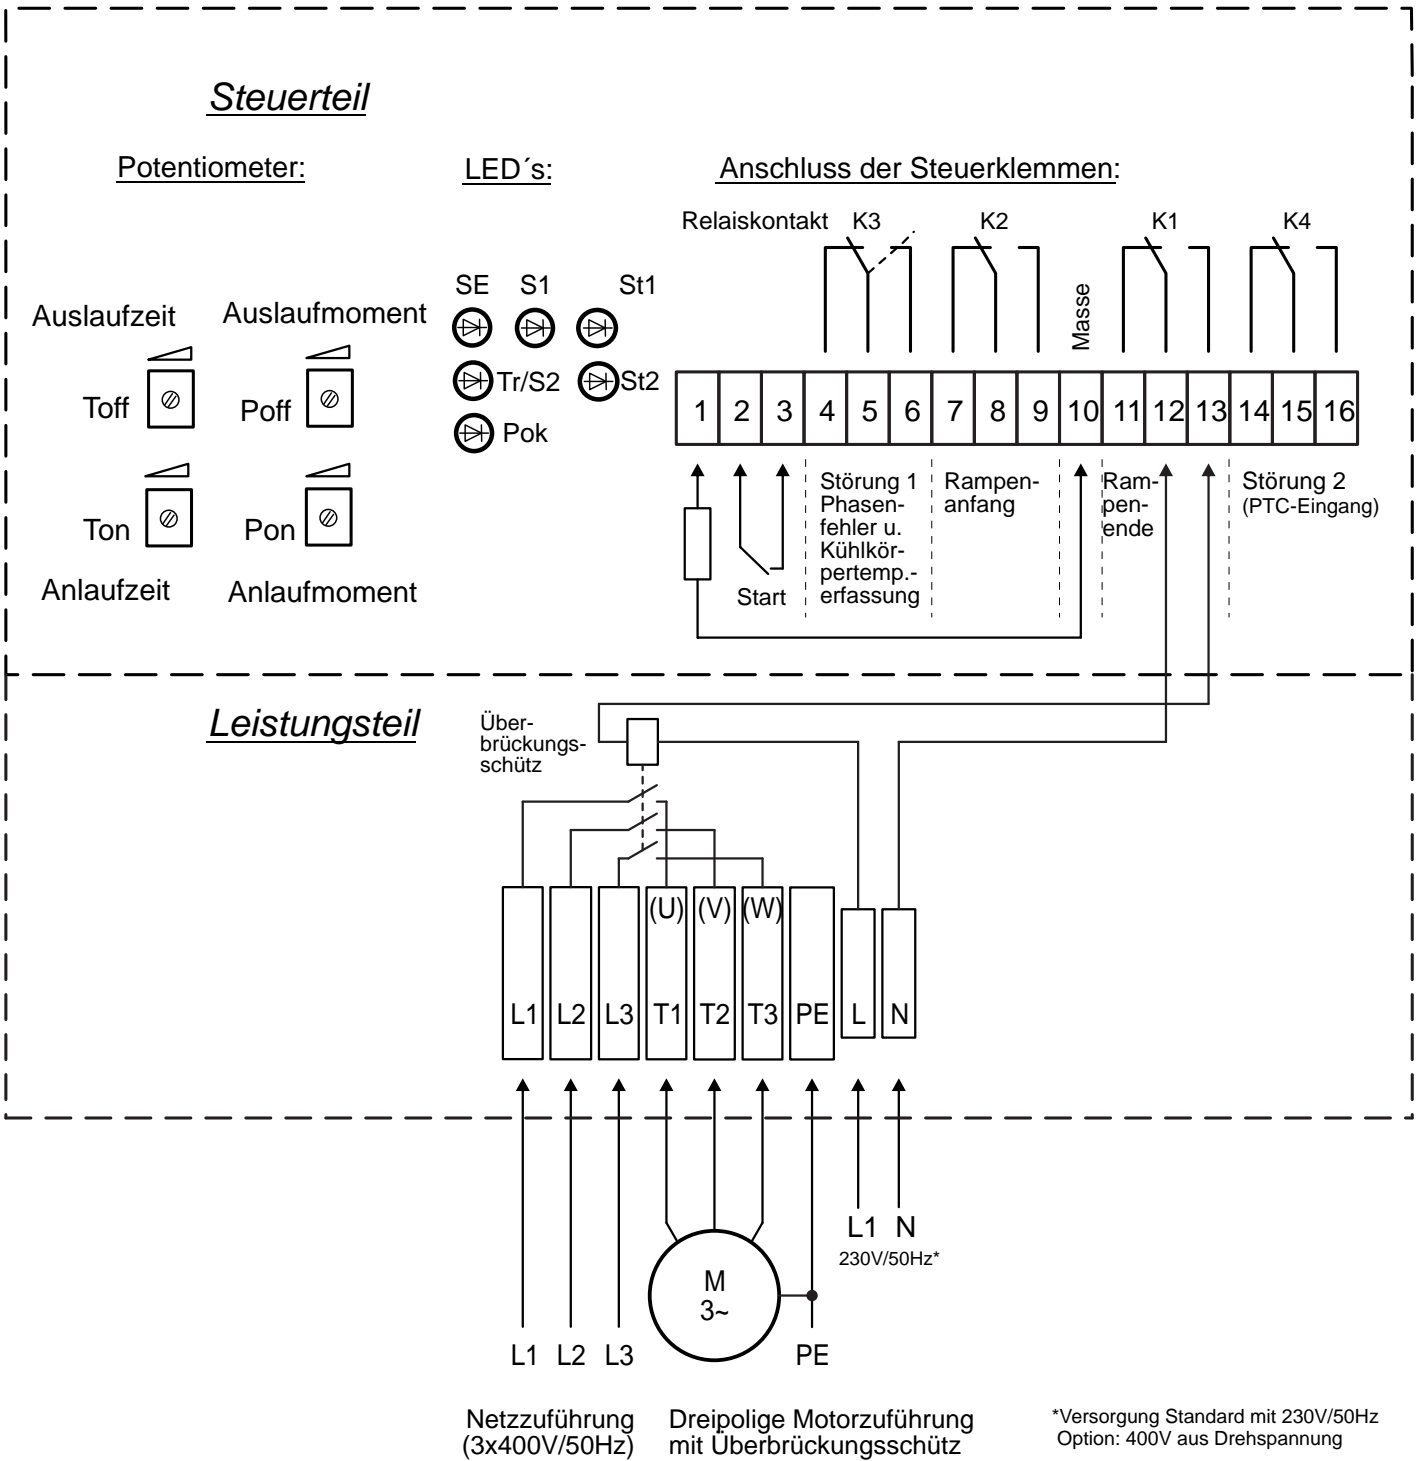 Steuerteil
Potentiometer:
LED´s:
Anschluss der Steuerklemmen:
Relaiskontakt K3 K2 K1 K4
Masse
SE S1 St1
Tr/S2 St2
Pok
Auslaufzeit Auslaufmoment
Toff Poff
Ton Pon
Anlaufzeit Anlaufmoment
1 2 3 4 5 6 7 8 9 10 11 12 13 14 15 16
Start
Störung 1
Phasen-
fehler u.
Kühlkör-
pertemp.-
erfassung
Rampen-
anfang
Ram-
pen-
ende
Störung 2
(PTC-Eingang)
Leistungsteil
Über-
brückungs-
schütz
(U) (V) (W)
L1 L2 L3 T1 T2 T3 PE L N
L1 N
230V/50Hz*
M
3~
L1 L2 L3 PE
Netzzuführung
(3x400V/50Hz)
Dreipolige Motorzuführung
mit Überbrückungsschütz
*Versorgung Standard mit 230V/50Hz
Option: 400V aus Drehspannung